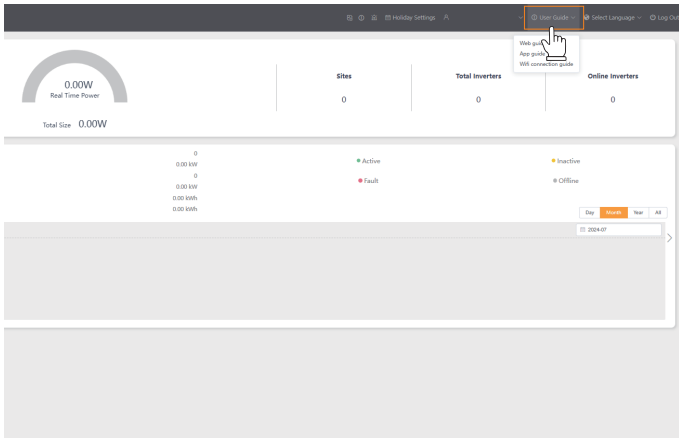 Holiday Settings
User Guide
Select Language
Log Out
Web guide
App guide
Wifi connection guide
0.00W
Real Time Power
Total Size 0.00W
Sites
0
Total Inverters
0
Online Inverters
0
0
0.00 kW
0
0.00 kW
0.00 kWh
0.00 kWh
Active
Inactive
Fault
Offline
Day Month Year All
2024-07